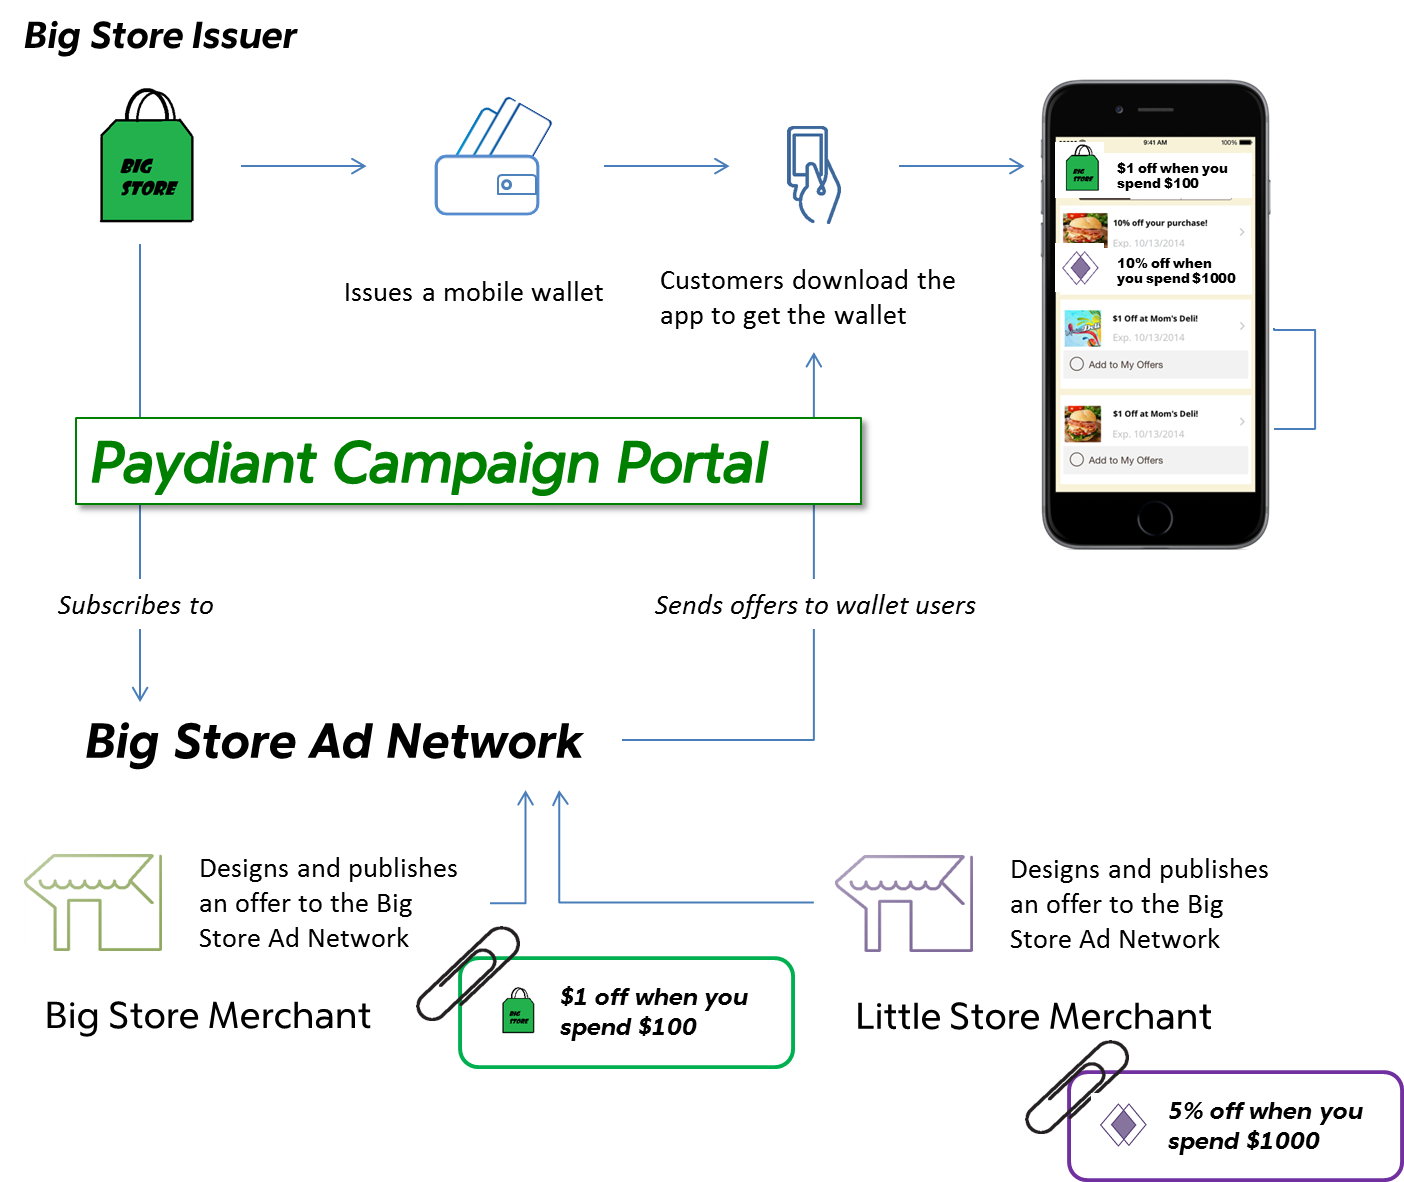 Big Store Issuer
BIG
STORE
9:41 AM
100%
BIG
STORE
$1 off when you
spend $100
10% off your purchase!
Exp. 10/13/2014
10% off when
you spend $1000
$1 Off at Mom's Deli!
Exp. 10/13/2014
Add to My Offers
$1 Off at Mom's Deli!
Exp. 10/13/2014
Add to My Offers
Issues a mobile wallet
Customers download the
app to get the wallet
Paydiant Campaign Portal
Subscribes to
Sends offers to wallet users
Big Store Ad Network
Designs and publishes
an offer to the Big
Store Ad Network
Big Store Merchant
BIG
STORE
$1 off when you
spend $100
Designs and publishes
an offer to the Big
Store Ad Network
Little Store Merchant
5% off when you
spend $1000